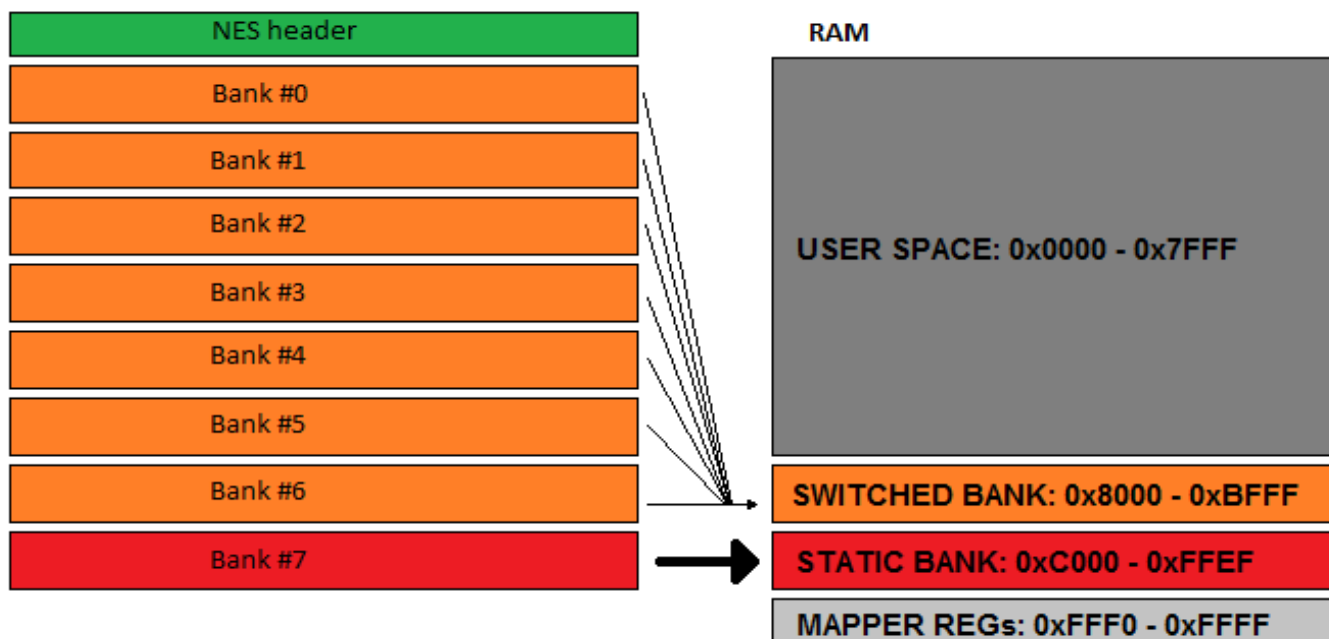 NES header
Bank #0
Bank #1
Bank #2
Bank #3
Bank #4
Bank #5
Bank #6
Bank #7
RAM
USER SPACE: 0x0000 - 0x7FFF
SWITCHED BANK: 0x8000 - 0xBFFF
STATIC BANK: 0xC000 - 0xFFEF
MAPPER REGs: 0xFFF0 - 0xFFFF